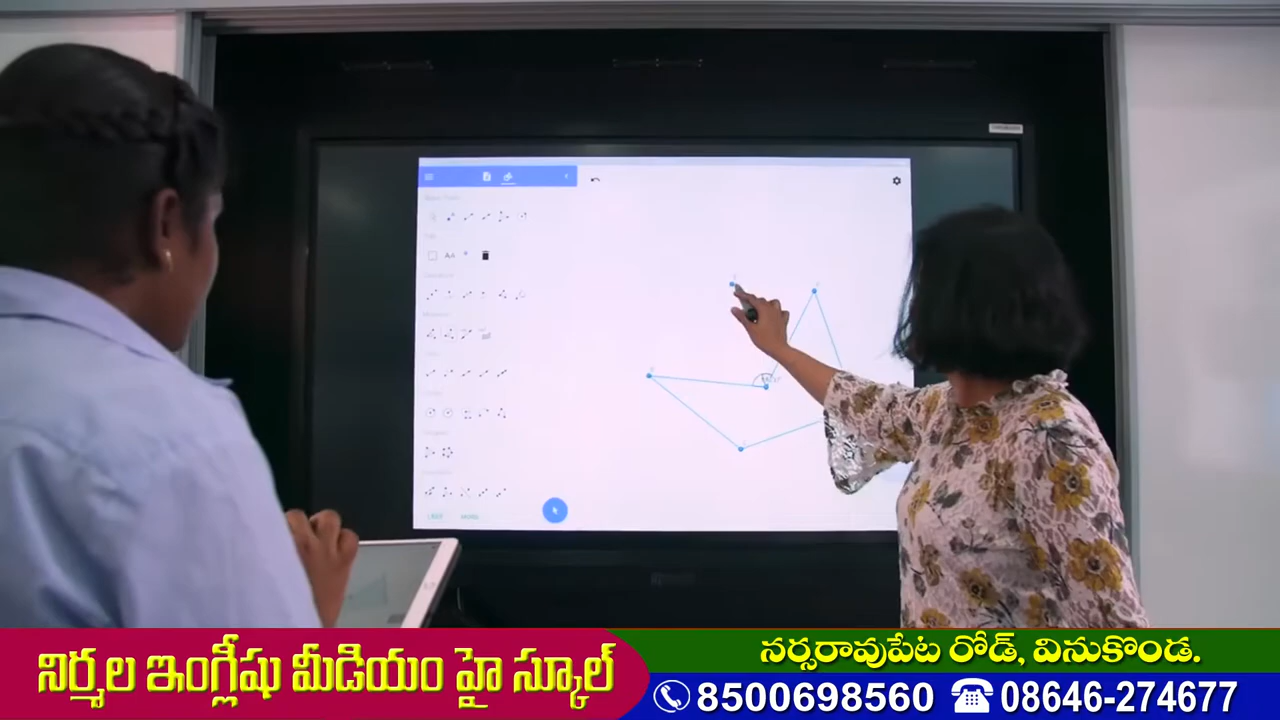 నిర్మల ఇంగ్లీషు మీడియం హై స్కూల్
నర్సరావుపేట రోడ్, వినుకొండ.
8500698560 08646-274677